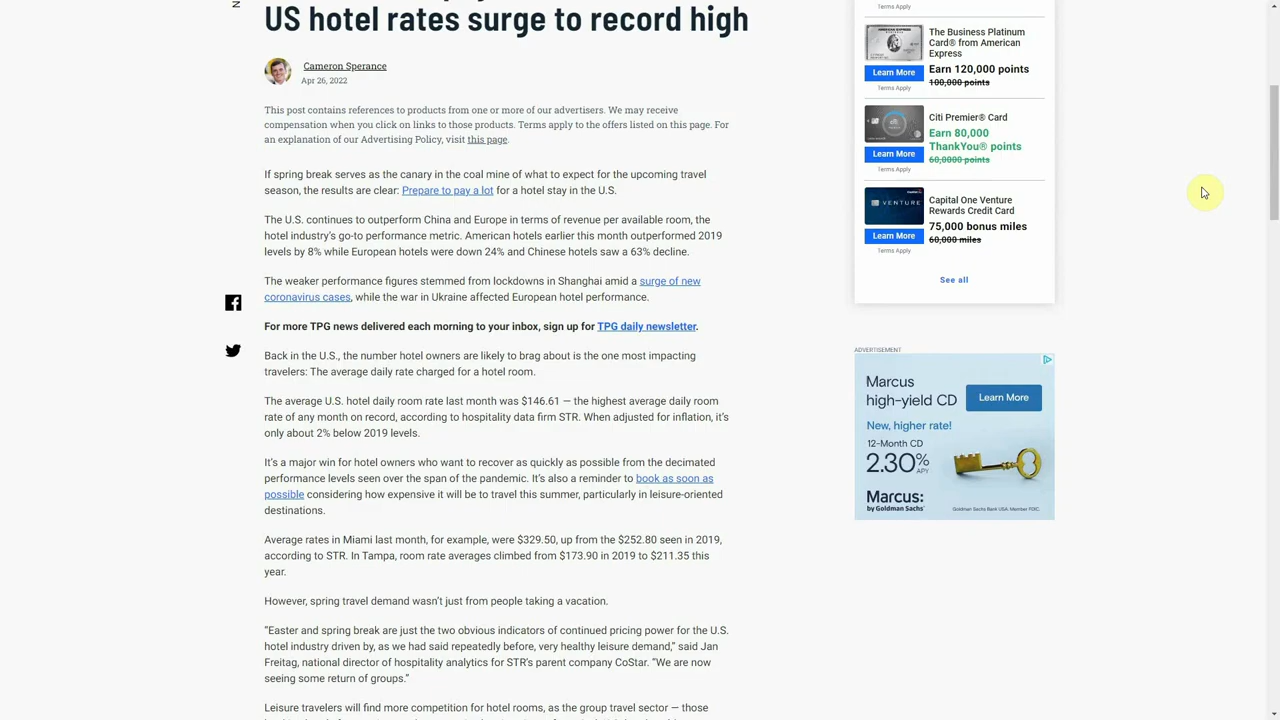 US hotel rates surge to record high
Cameron Sperance
Apr 26, 2022
This post contains references to products from one or more of our advertisers. We may receive
compensation when you click on links to those products. Terms apply to the offers listed on this page. For
an explanation of our Advertising Policy, visit this page.
If spring break serves as the canary in the coal mine of what to expect for the upcoming travel
season, the results are clear: Prepare to pay a lot for a hotel stay in the U.S.
The U.S. continues to outperform China and Europe in terms of revenue per available room, the
hotel industry's go-to performance metric. American hotels earlier this month outperformed 2019
levels by 8% while European hotels were down 24% and Chinese hotels saw a 63% decline.
The weaker performance figures stemmed from lockdowns in Shanghai amid a surge of new
coronavirus cases, while the war in Ukraine affected European hotel performance.
For more TPG news delivered each morning to your inbox, sign up for TPG daily newsletter.
Back in the U.S., the number hotel owners are likely to brag about is the one most impacting
travelers: The average daily rate charged for a hotel room.
The average U.S. hotel daily room rate last month was $146.61 — the highest average daily room
rate of any month on record, according to hospitality data firm STR. When adjusted for inflation, it's
only about 2% below 2019 levels.
It's a major win for hotel owners who want to recover as quickly as possible from the decimated
performance levels seen over the span of the pandemic. It's also a reminder to book as soon as
possible considering how expensive it will be to travel this summer, particularly in leisure-oriented
destinations.
Average rates in Miami last month, for example, were $329.50, up from the $252.80 seen in 2019,
according to STR. In Tampa, room rate averages climbed from $173.90 in 2019 to $211.35 this
year.
However, spring travel demand wasn't just from people taking a vacation.
"Easter and spring break are just the two obvious indicators of continued pricing power for the U.S.
hotel industry driven by, as we had said repeatedly before, very healthy leisure demand," said Jan
Freitag, national director of hospitality analytics for STR's parent company CoStar. "We are now
seeing some return of groups."
Leisure travelers will find more competition for hotel rooms, as the group travel sector — those
Terms Apply
The Business Platinum
Card® from American
Express
Learn More
Earn 120,000 points
100,000 points
Terms Apply
Citi Premier® Card
Earn 80,000
ThankYou® points
Learn More
60,0000 points
Terms Apply
VENTURE
Capital One Venture
Rewards Credit Card
75,000 bonus miles
Learn More
60,000 miles
Terms Apply
See all
ADVERTISEMENT
Marcus
high-yield CD
Learn More
New, higher rate!
12-Month CD
2.30% APY
Marcus:
by Goldman Sachs®
Goldman Sachs Bank USA. Member FDIC.